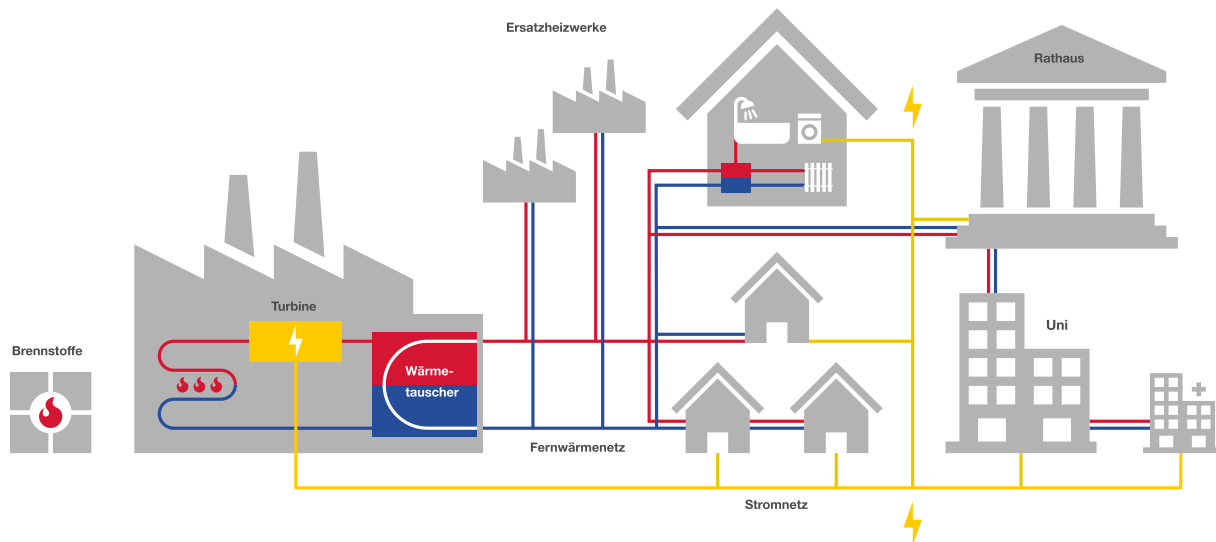 Ersatzheizwerke
Rathaus
Turbine
Uni
Brennstoffe
Wärme-
tauscher
Fernwärmenetz
Stromnetz